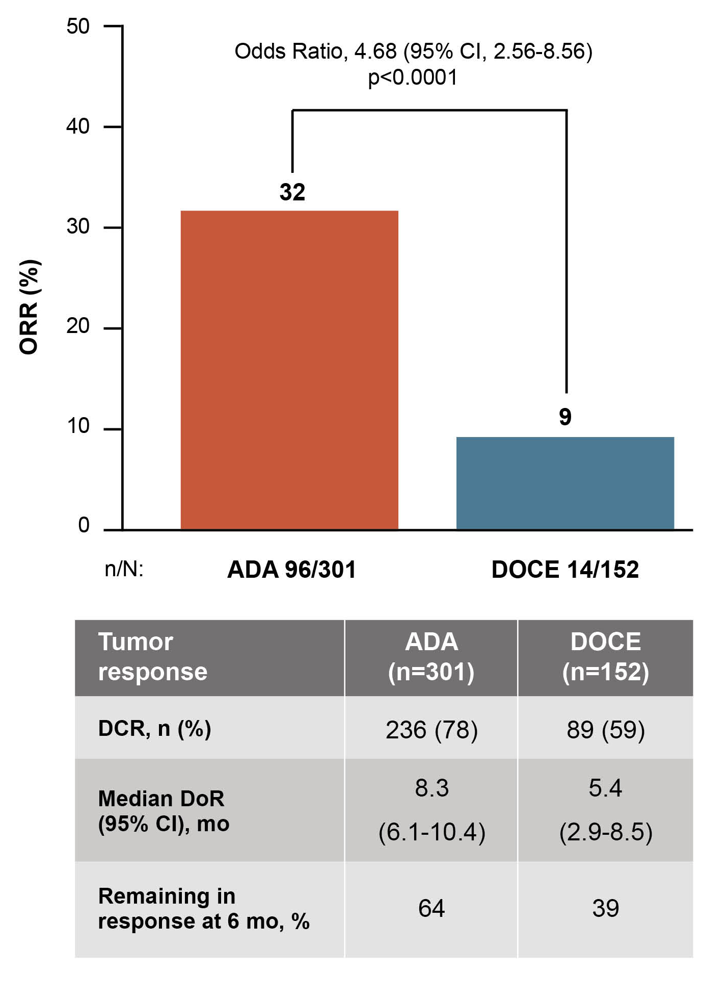 50
Odds Ratio, 4.68 (95% CI, 2.56-8.56)
p<0.0001
40
32
30
ORR (%)
20
9
10
0
n/N:
ADA 96/301
DOCE 14/152
Tumor
response
ADA
(n=301)
DOCE
(n=152)
DCR, n (%)
236 (78)
89 (59)
Median DoR
(95% CI), mo
8.3
(6.1-10.4)
5.4
(2.9-8.5)
Remaining in
response at 6 mo, %
64
39